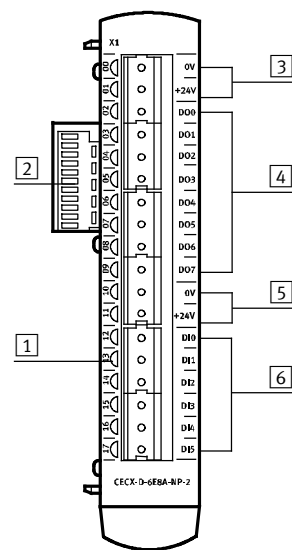 X1
00 0V
01 +24V
02 DO0
03 DO1
04 DO2
05 DO3
06 DO4
07 DO5
08 DO6
09 DO7
10 0V
11 +24V
12 DI0
13 DI1
14 DI2
15 DI3
16 DI4
17 DI5
CECX-D-6E8A-NP-2
1
2
3
4
5
6